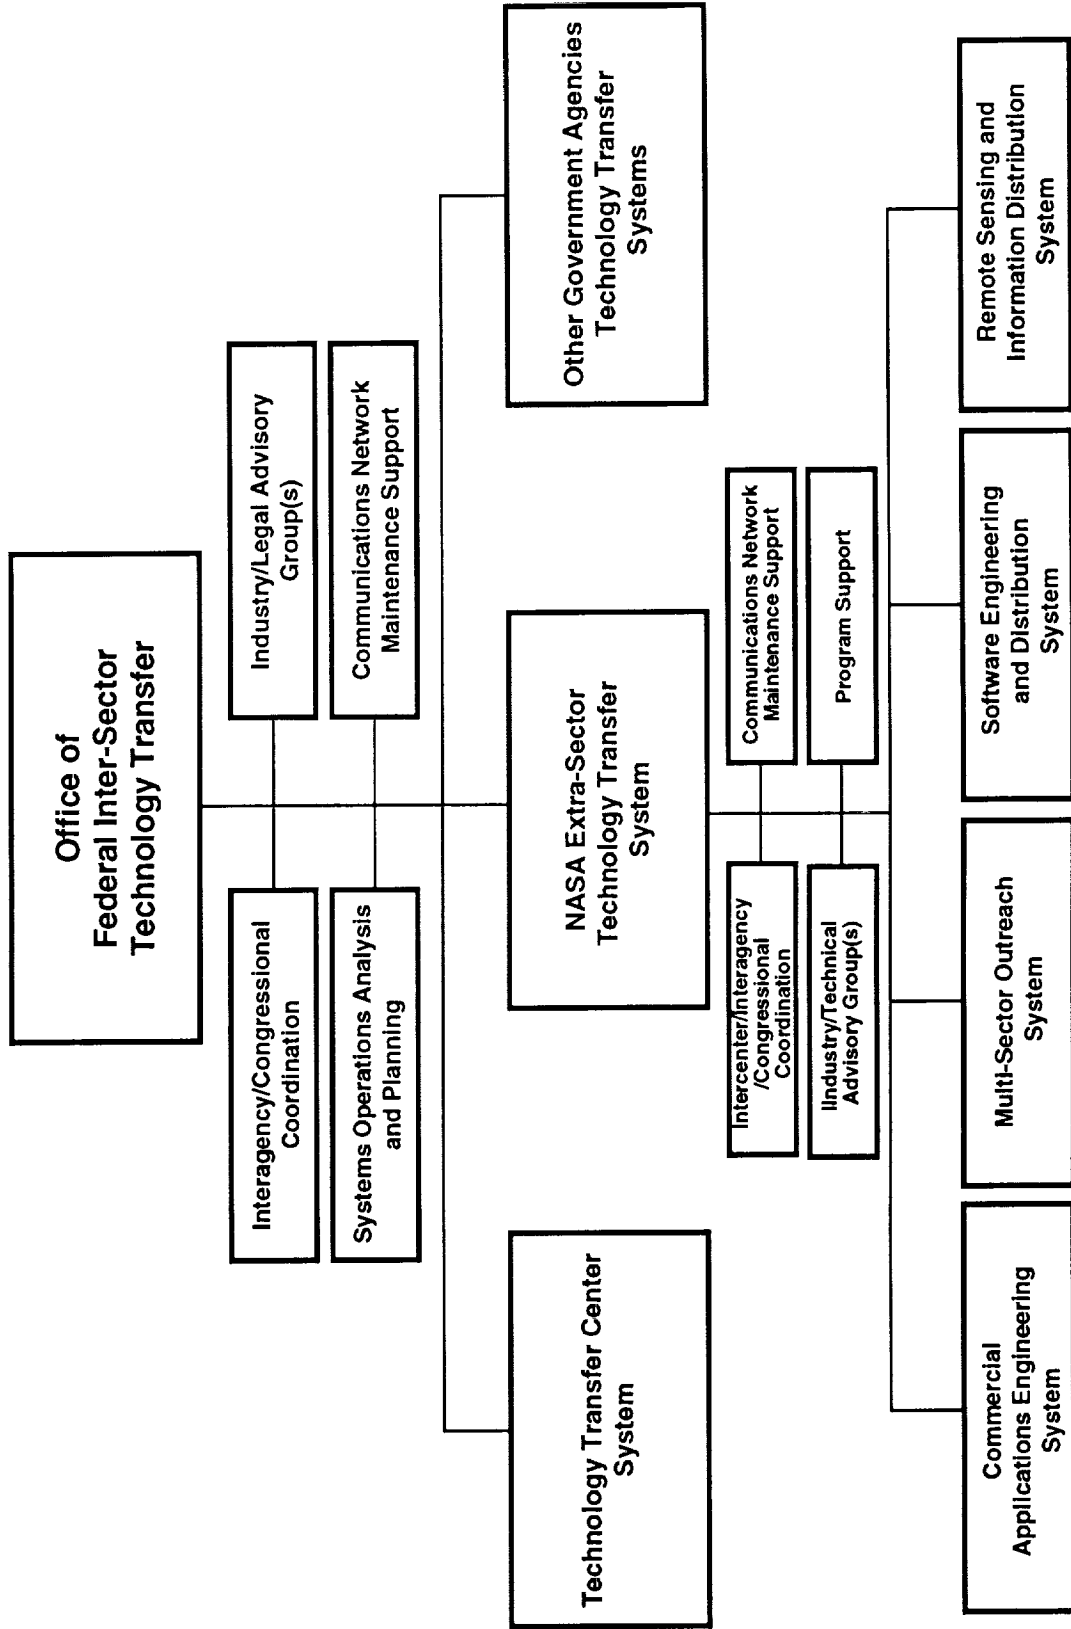 Office of
Federal Inter-Sector
Technology Transfer
Interagency/Congressional
Coordination
Industry/Legal Advisory
Group(s)
Systems Operations Analysis
and Planning
Communications Network
Maintenance Support
Technology Transfer Center
System
NASA Extra-Sector
Technology Transfer
System
Other Government Agencies
Technology Transfer
Systems
Intercenter/Interagency
/Congressional
Coordination
Communications Network
Maintenance Support
IIndustry/Technical
Advisory Group(s)
Program Support
Commercial
Applications Engineering
System
Multi-Sector Outreach
System
Software Engineering
and Distribution
System
Remote Sensing and
Information Distribution
System